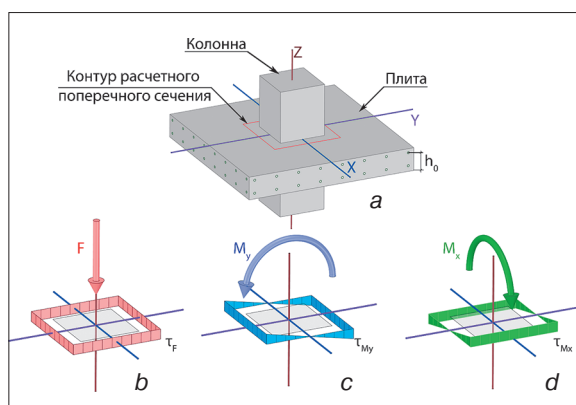 Колонна
Z
Контур расчетного
поперечного сечения
Плита
Y
X
h₀
a
F
My
Mx
τF
τMy
τMx
b
c
d